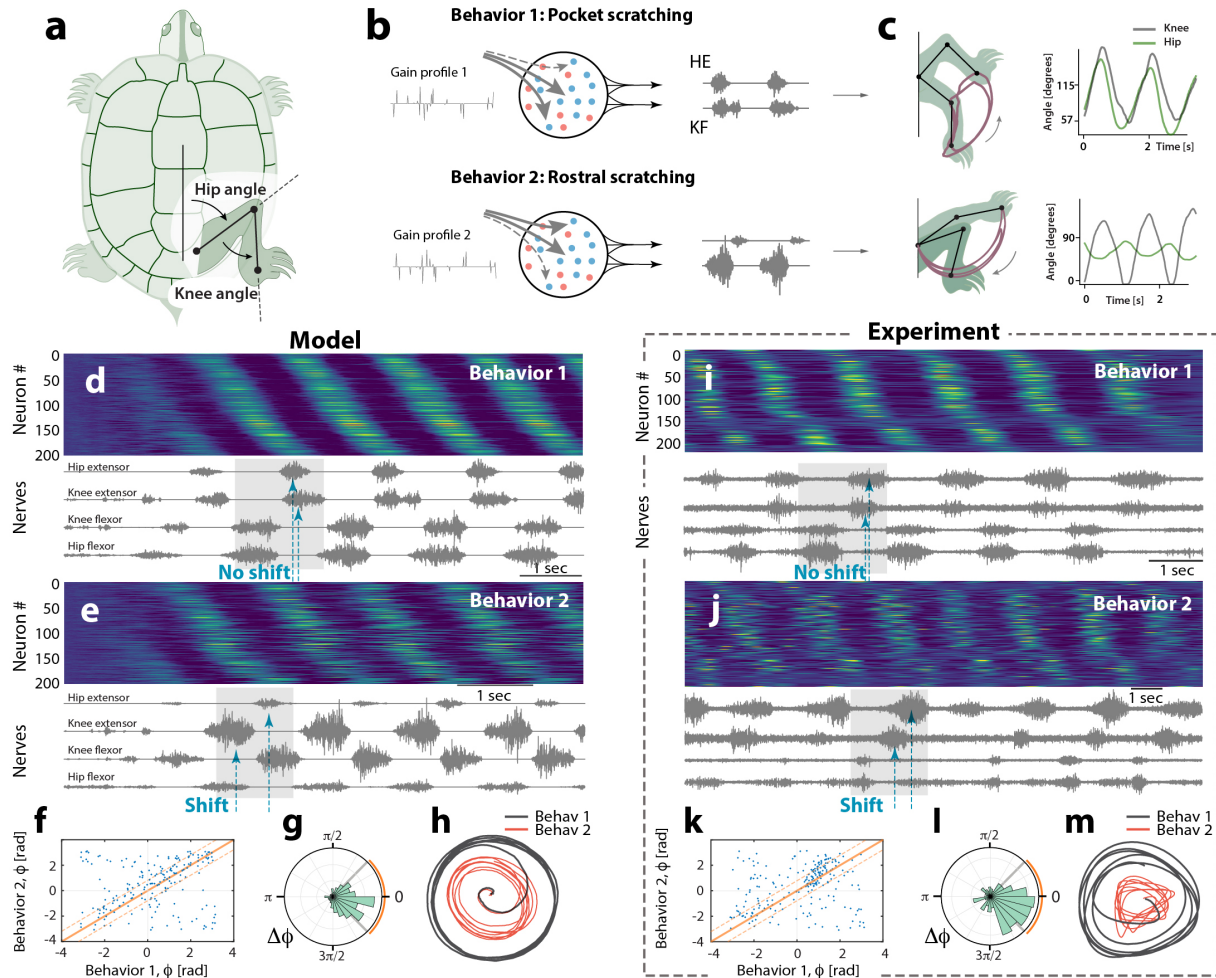 a
Hip angle
Knee angle
b
Behavior 1: Pocket scratching
Gain profile 1
HE
KF
Behavior 2: Rostral scratching
Gain profile 2
c
Knee
Hip
Angle [degrees]
115
57
0
2
Time [s]
Angle [degrees]
90
0
0
2
Time [s]
Model
d
Behavior 1
Neuron #
0
50
100
150
200
Nerves
Hip extensor
Knee extensor
Knee flexor
Hip flexor
No shift
1 sec
e
Behavior 2
Neuron #
0
50
100
150
200
1 sec
Nerves
Hip extensor
Knee extensor
Knee flexor
Hip flexor
Shift
f
Behavior 2, ϕ [rad]
4
2
0
-2
-4
-4
-2
0
2
4
Behavior 1, ϕ [rad]
g
π/2
π
0
3π/2
Δϕ
h
Behav 1
Behav 2
Experiment
i
Behavior 1
Neuron #
0
50
100
150
200
Nerves
No shift
1 sec
j
Behavior 2
1 sec
Shift
k
Behavior 2, ϕ [rad]
4
2
0
-2
-4
-4
-2
0
2
4
Behavior 1, ϕ [rad]
l
π/2
π
0
3π/2
Δϕ
m
Behav 1
Behav 2